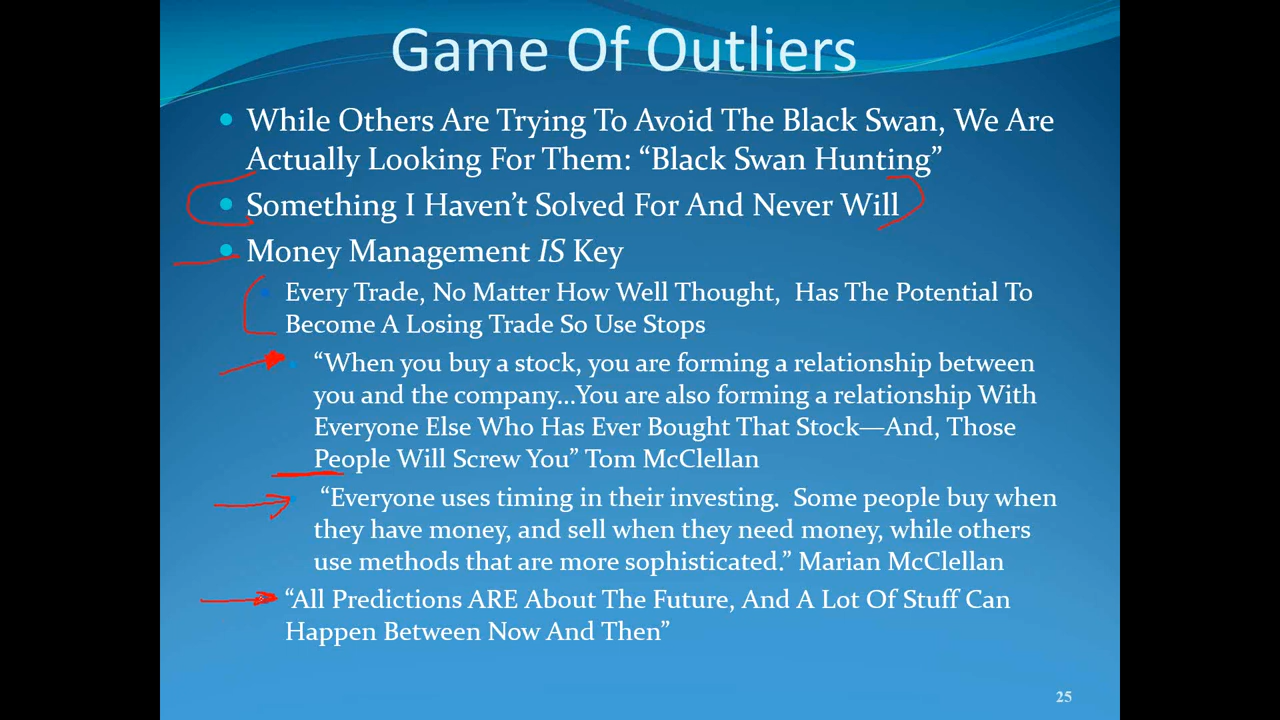 Game Of Outliers
While Others Are Trying To Avoid The Black Swan, We Are
Actually Looking For Them: “Black Swan Hunting”
Something I Haven’t Solved For And Never Will
Money Management IS Key
Every Trade, No Matter How Well Thought, Has The Potential To
Become A Losing Trade So Use Stops
“When you buy a stock, you are forming a relationship between
you and the company...You are also forming a relationship With
Everyone Else Who Has Ever Bought That Stock—And, Those
People Will Screw You” Tom McClellan
“Everyone uses timing in their investing. Some people buy when
they have money, and sell when they need money, while others
use methods that are more sophisticated.” Marian McClellan
“All Predictions ARE About The Future, And A Lot Of Stuff Can
Happen Between Now And Then”
25